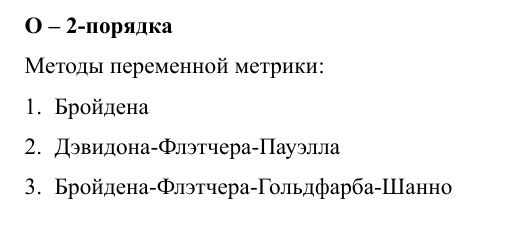 О – 2-порядка
Методы переменной метрики:
1. Бройдена
2. Дэвидона-Флэтчера-Пауэлла
3. Бройдена-Флэтчера-Гольдфарба-Шанно